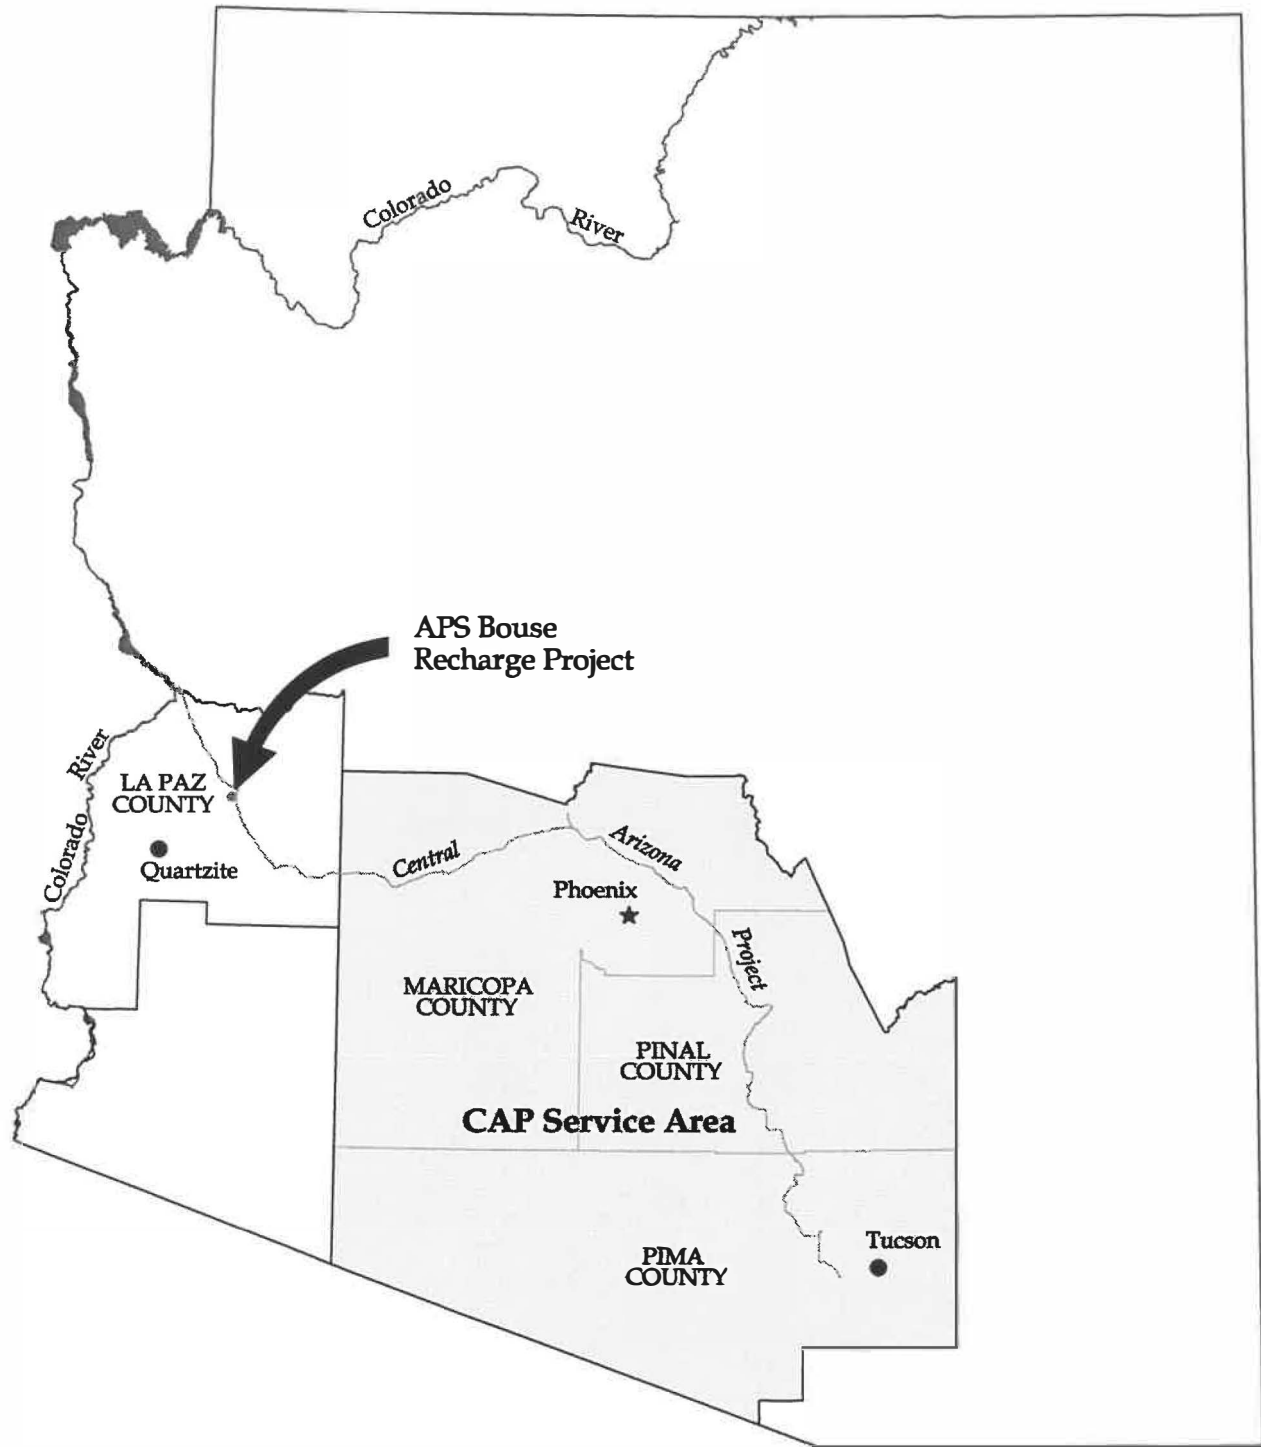 Colorado
River
APS Bouse
Recharge Project
River
LA PAZ
COUNTY
Colorado
Quartzite
Central
Arizona
Phoenix
Project
MARICOPA
COUNTY
PINAL
COUNTY
CAP Service Area
Tucson
PIMA
COUNTY